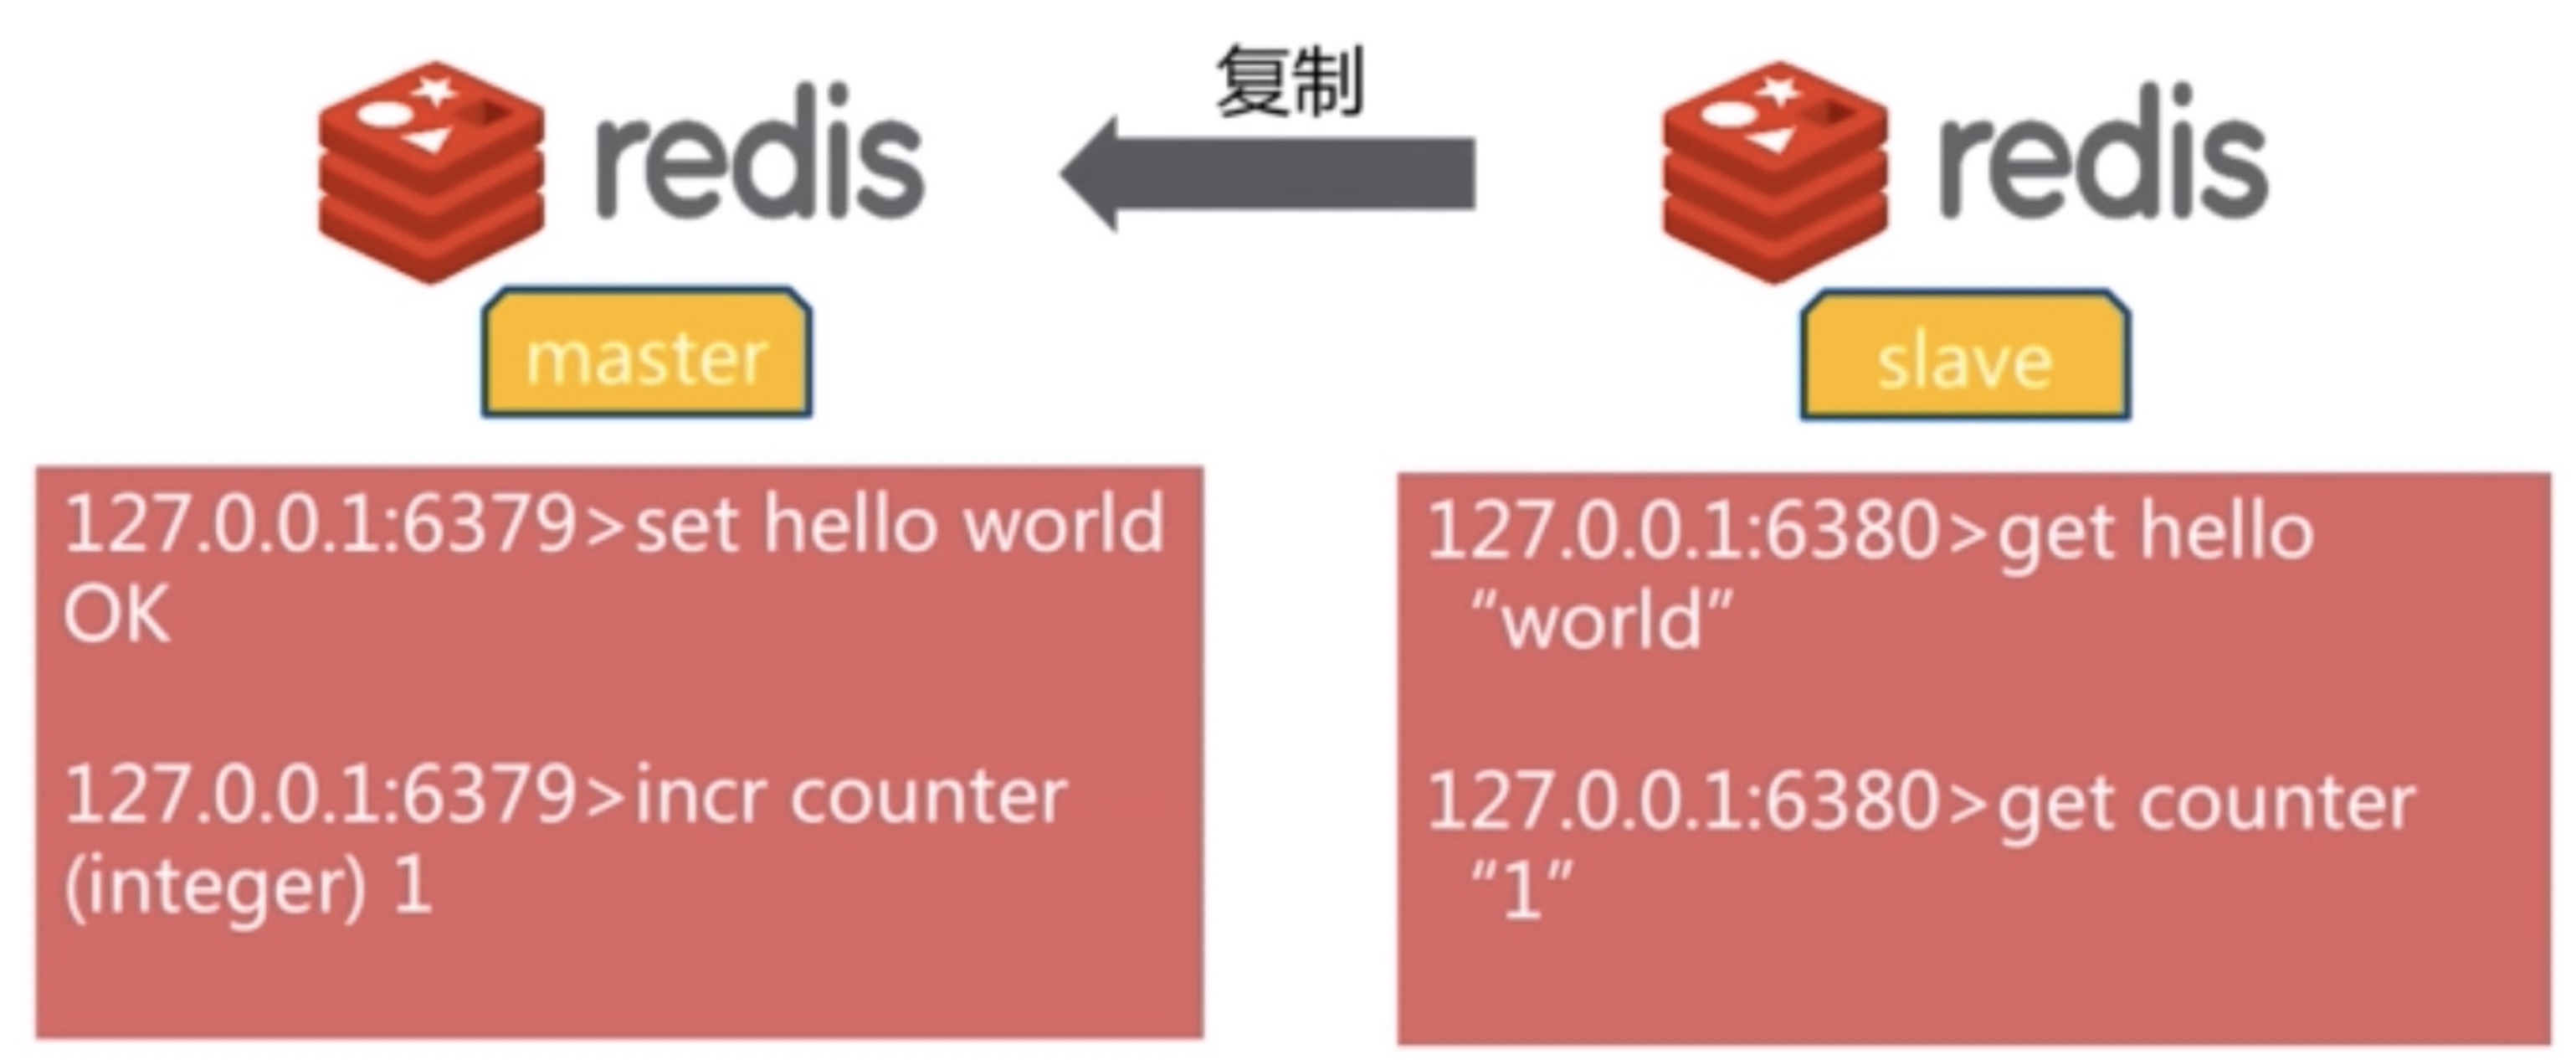 redis
复制
redis
master
slave
127.0.0.1:6379>set hello world
OK
127.0.0.1:6379>incr counter
(integer) 1
127.0.0.1:6380>get hello
“world”
127.0.0.1:6380>get counter
“1”